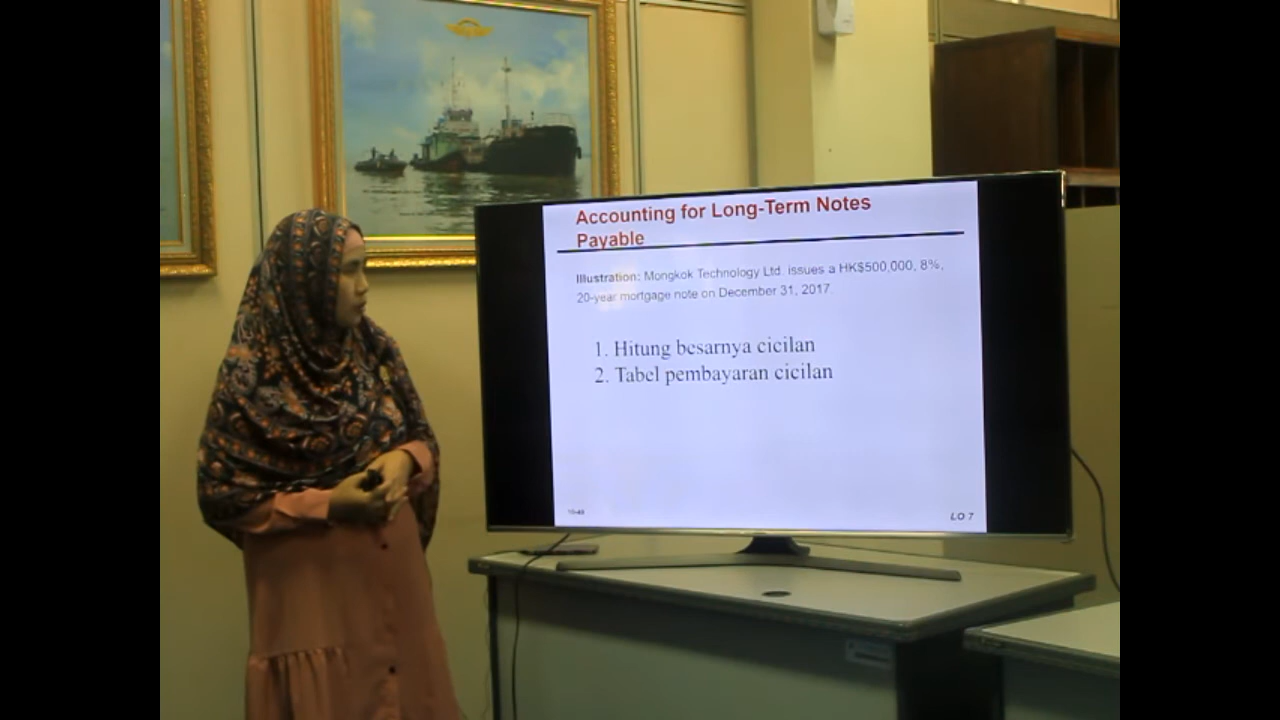 Accounting for Long-Term Notes
Payable
Illustration: Mongkok Technology Ltd. issues a HK$500,000, 8%,
20-year mortgage note on December 31, 2017
1. Hitung besarnya cicilan
2. Tabel pembayaran cicilan
LO 7